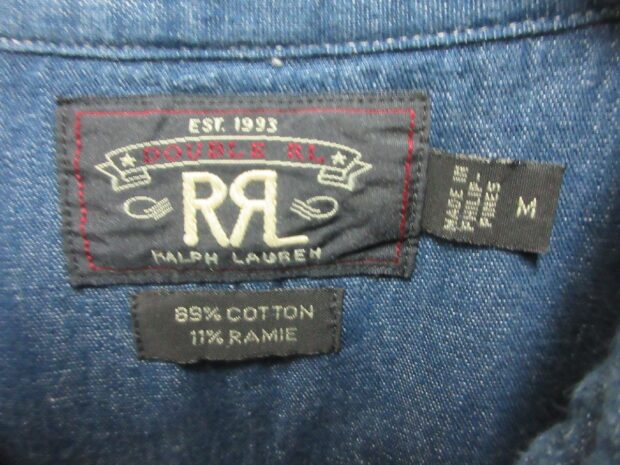 EST. 1993
DOUBLE RL
RRL
RALPH LAUREN
MADE IN
PHILIP-
PINES
M
89% COTTON
11% RAMIE